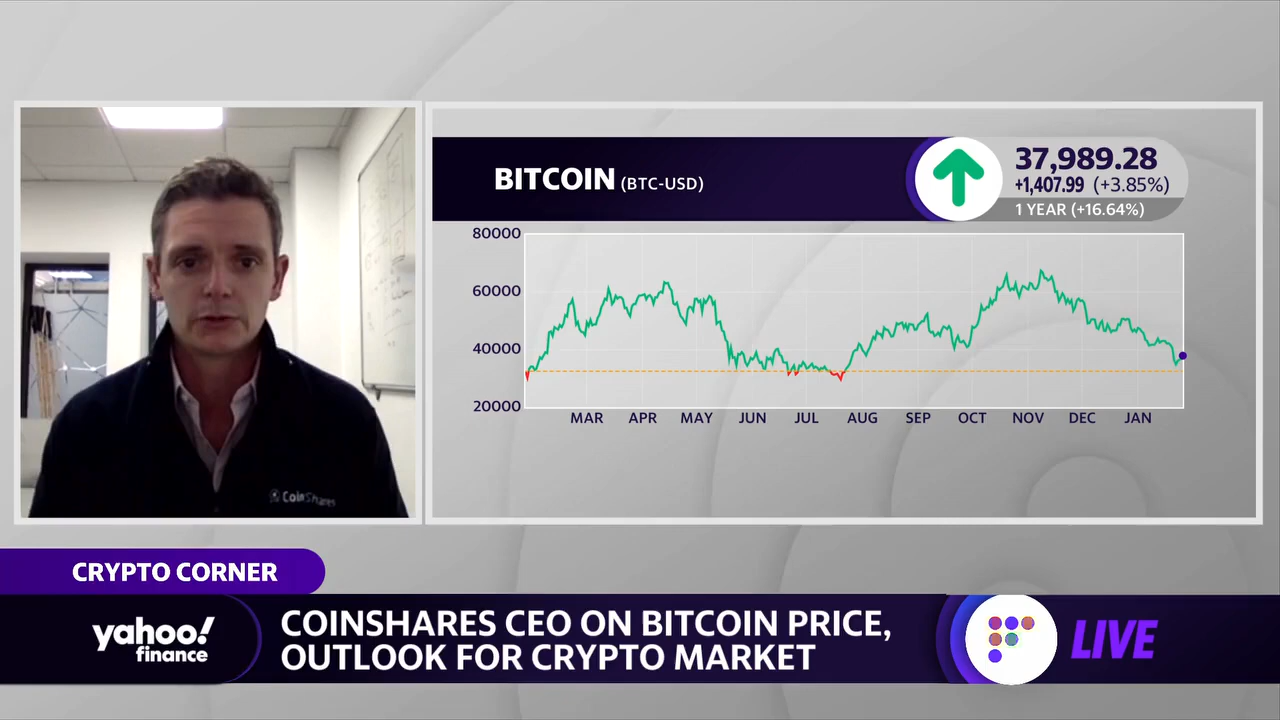 BITCOIN (BTC-USD)
37,989.28
+1,407.99 (+3.85%)
1 YEAR (+16.64%)
80000
60000
40000
20000
MAR APR MAY JUN JUL AUG SEP OCT NOV DEC JAN
CoinShares
CRYPTO CORNER
yahoo!
finance
COINSHARES CEO ON BITCOIN PRICE,
OUTLOOK FOR CRYPTO MARKET
LIVE